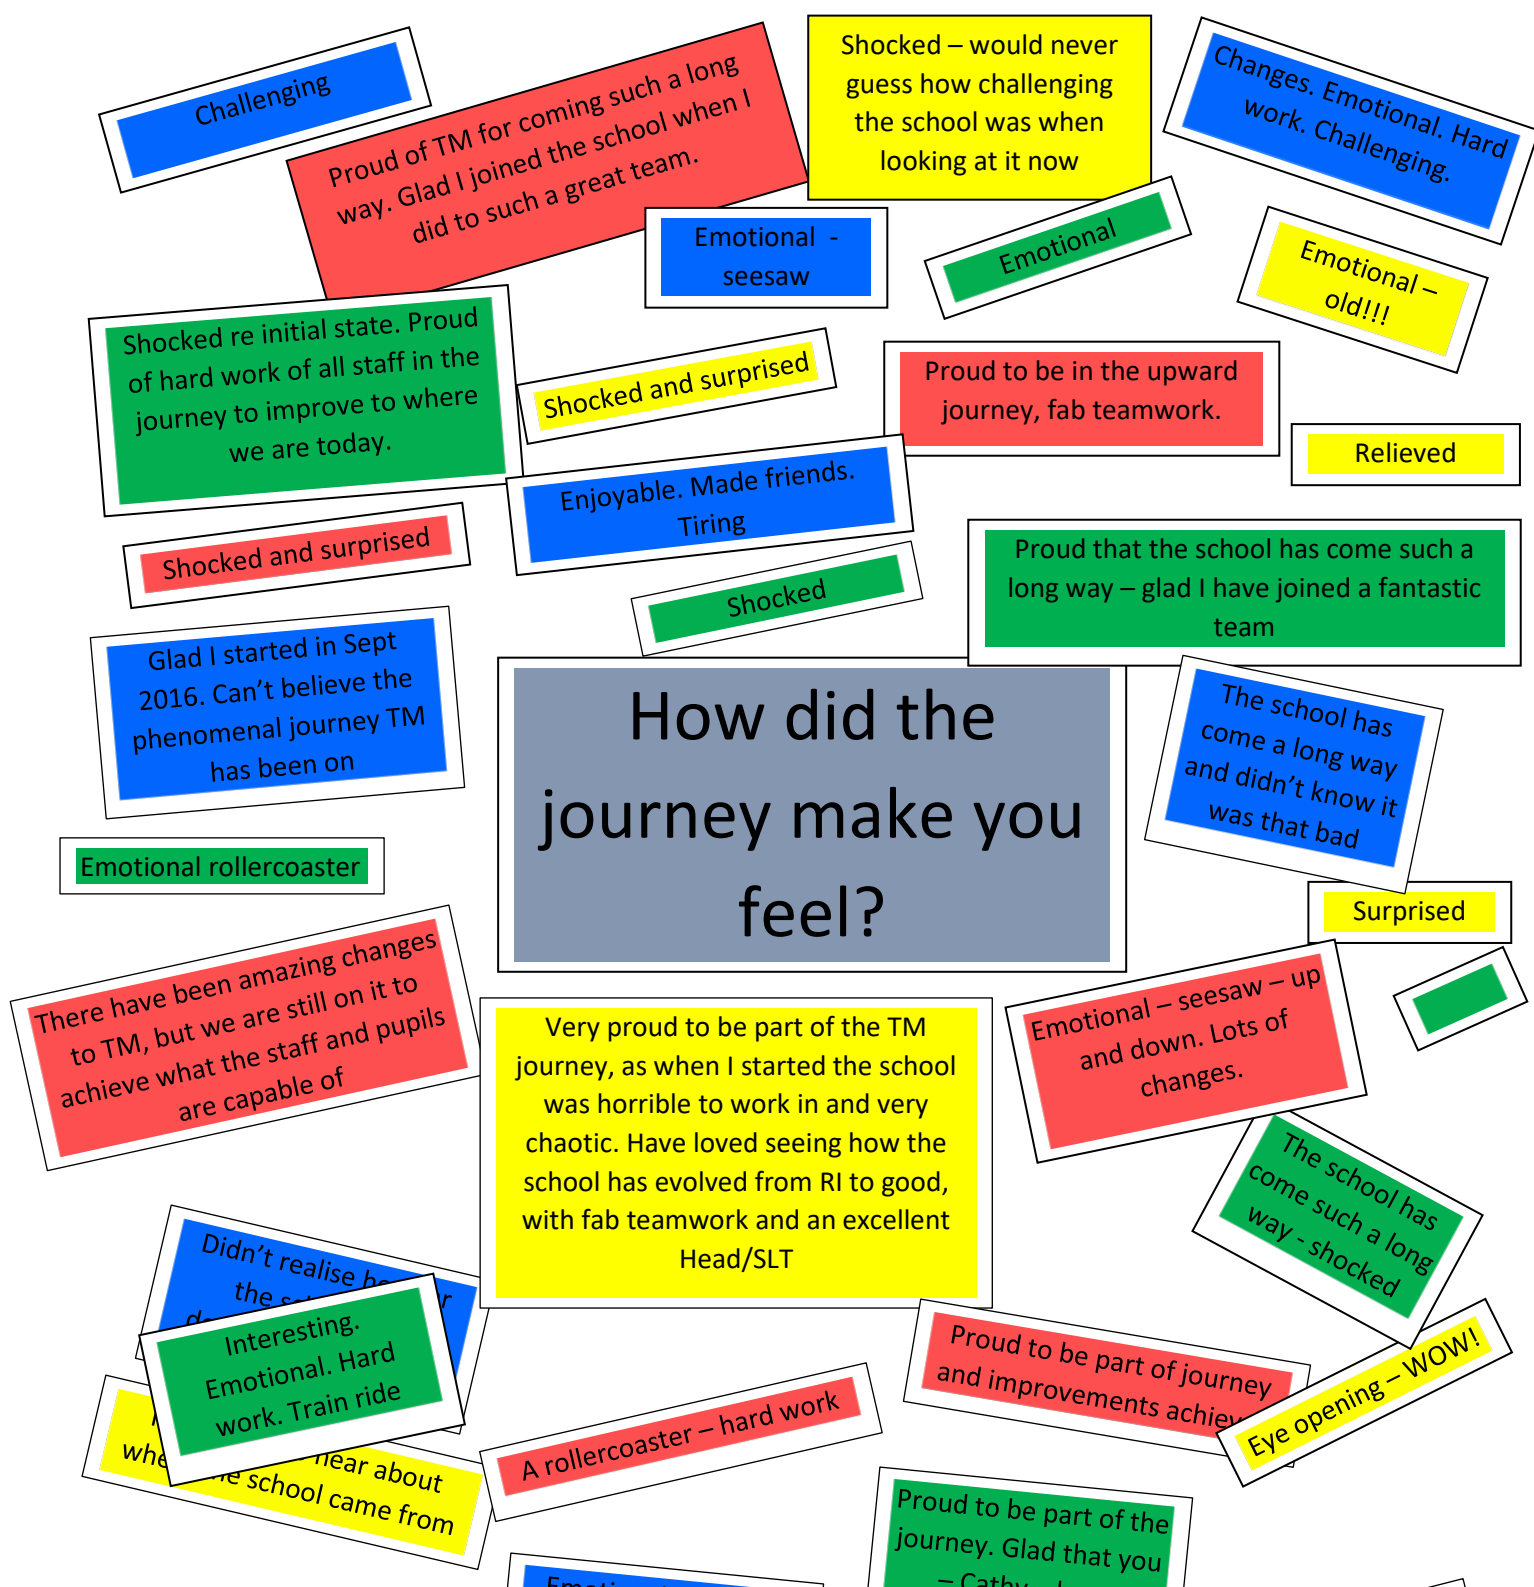 Challenging
Proud of TM for coming such a long
way. Glad I joined the school when I
did to such a great team.
Shocked – would never
guess how challenging
the school was when
looking at it now
Changes. Emotional. Hard
work. Challenging.
Emotional -
seesaw
Emotional
Emotional –
old!!!
Shocked re initial state. Proud
of hard work of all staff in the
journey to improve to where
we are today.
Shocked and surprised
Proud to be in the upward
journey, fab teamwork.
Relieved
Enjoyable. Made friends.
Tiring
Shocked and surprised
Shocked
Proud that the school has come such a
long way – glad I have joined a fantastic
team
Glad I started in Sept
2016. Can't believe the
phenomenal journey TM
has been on
How did the
journey make you
feel?
The school has
come a long way
and didn't know it
was that bad
Emotional rollercoaster
Surprised
There have been amazing changes
to TM, but we are still on it to
achieve what the staff and pupils
are capable of
Very proud to be part of the TM
journey, as when I started the school
was horrible to work in and very
chaotic. Have loved seeing how the
school has evolved from RI to good,
with fab teamwork and an excellent
Head/SLT
Emotional – seesaw – up
and down. Lots of
changes.
The school has
come such a long
way - shocked
Didn't realise
the
Interesting.
Emotional. Hard
work. Train ride
hear about
school came from
A rollercoaster – hard work
Proud to be part of journey
and improvements
Eye opening – WOW!
Proud to be part of the
journey. Glad that you
– Cathy